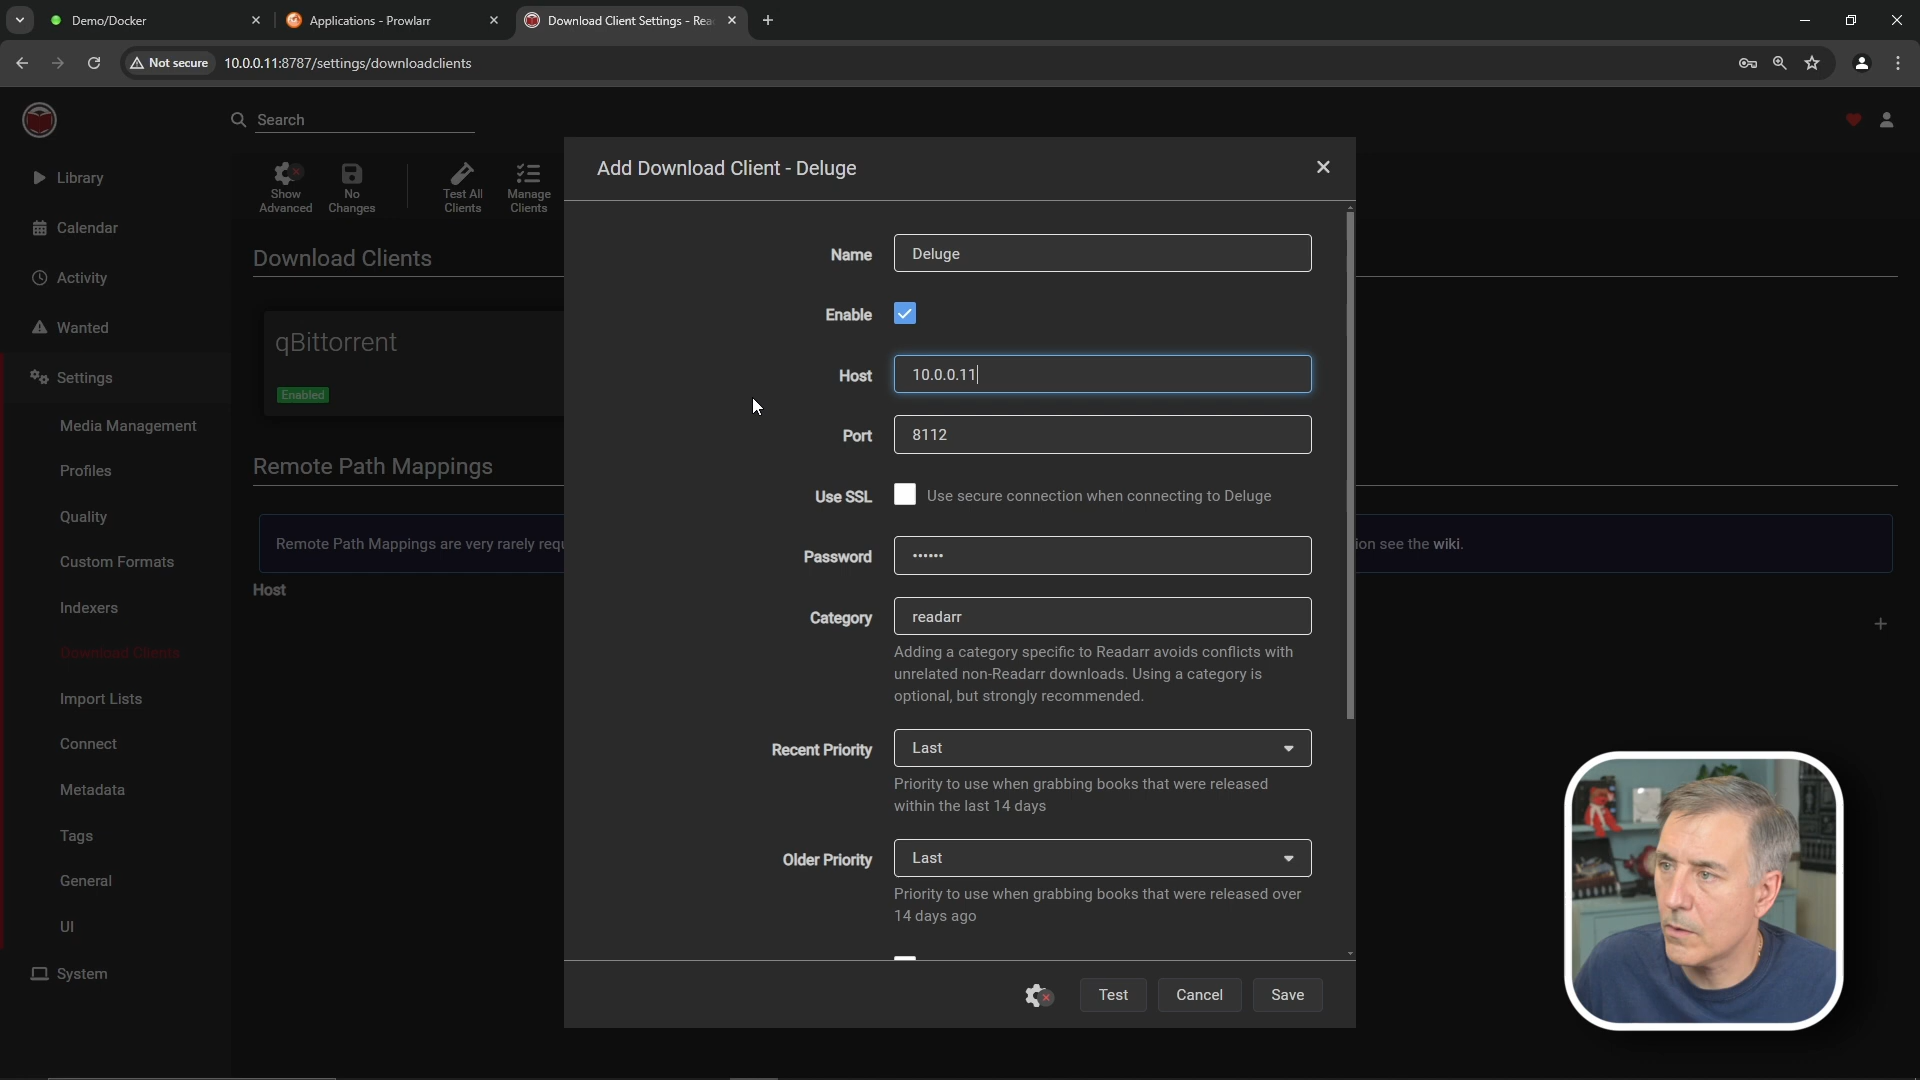 Demo/Docker
Applications - Prowlarr
Download Client Settings - Rea
Not secure
10.0.0.11:8787/settings/downloadclients
Search
Library
Calendar
Activity
Wanted
Settings
Media Management
Profiles
Quality
Custom Formats
Indexers
Download Clients
Import Lists
Connect
Metadata
Tags
General
UI
System
Show
Advanced
No
Changes
Test All
Clients
Manage
Clients
Download Clients
qBittorrent
Enabled
Remote Path Mappings
Remote Path Mappings are very rarely requ
ion see the wiki.
Host
Add Download Client - Deluge
Name
Deluge
Enable
Host
10.0.0.11
Port
8112
Use SSL
Use secure connection when connecting to Deluge
Password
••••••
Category
readarr
Adding a category specific to Readarr avoids conflicts with
unrelated non-Readarr downloads. Using a category is
optional, but strongly recommended.
Recent Priority
Last
Priority to use when grabbing books that were released
within the last 14 days
Older Priority
Last
Priority to use when grabbing books that were released over
14 days ago
Test
Cancel
Save